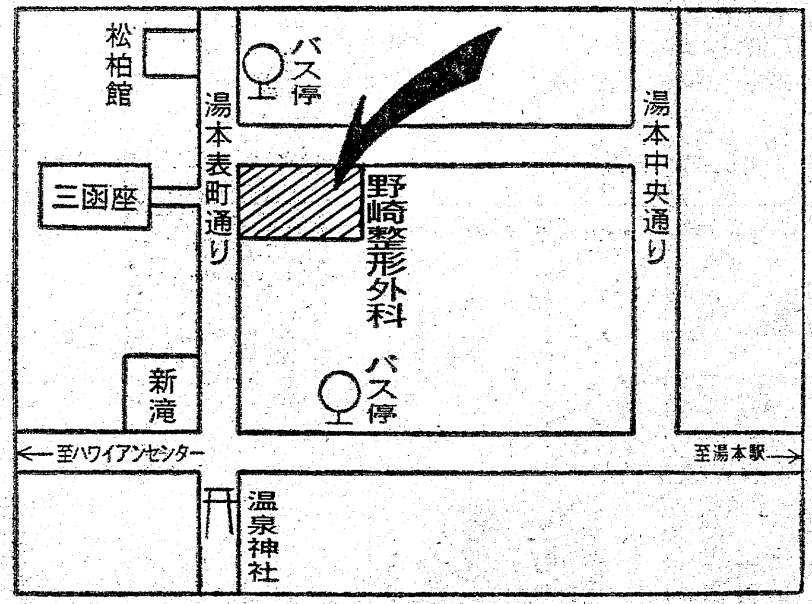 松柏館
バス停
湯本表町通り
湯本中央通り
三函座
野崎整形外科
新滝
バス停
←至ハワイアンセンター
至湯本駅→
温泉神社